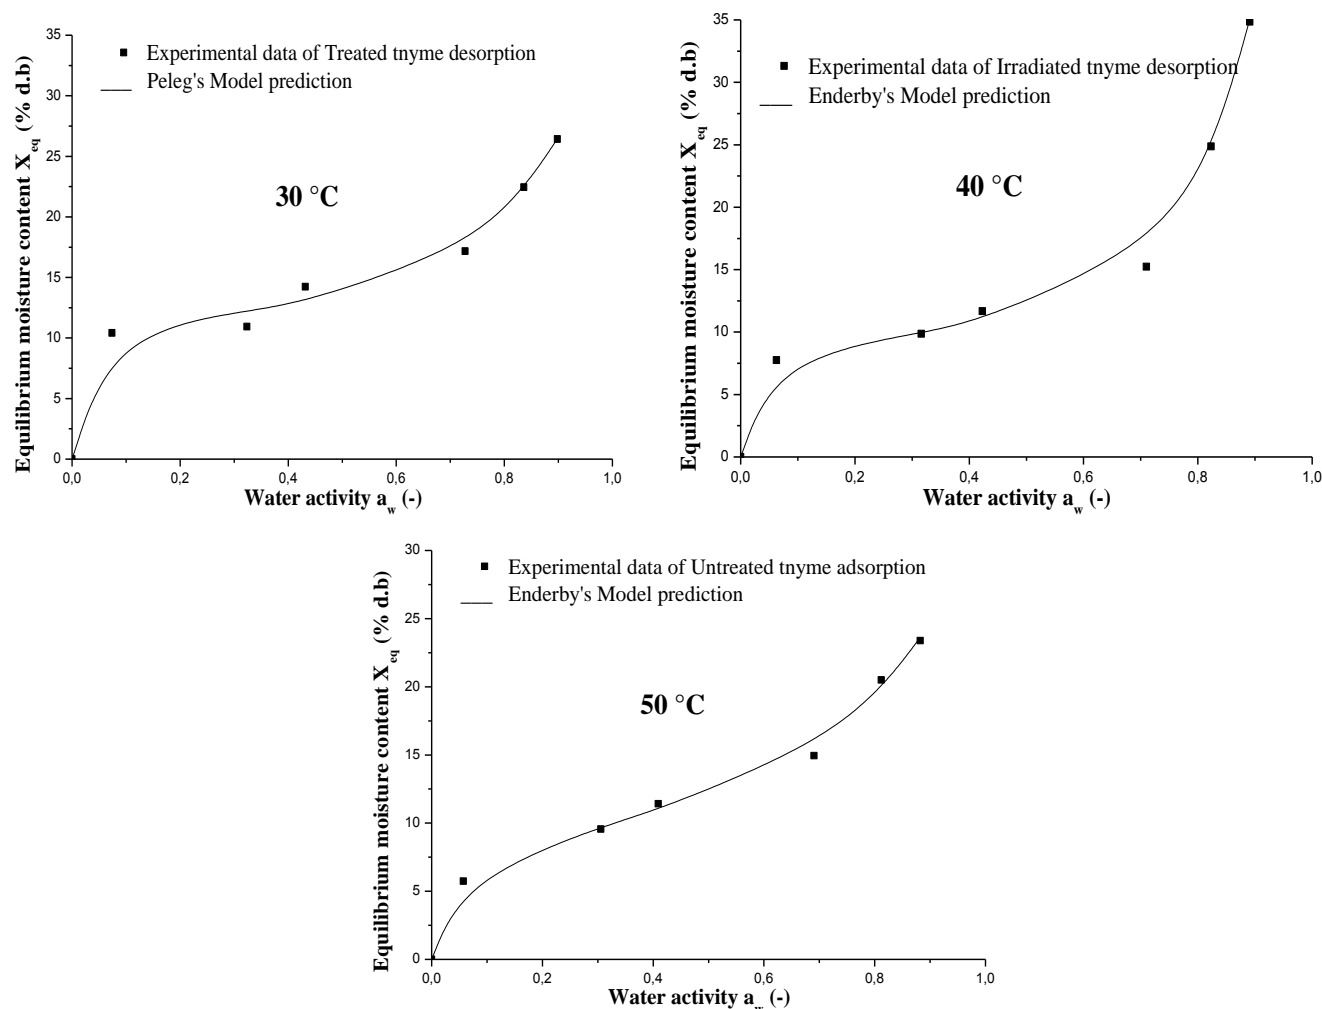 Experimental data of Treated tnyme desorption
Peleg's Model prediction
30 °C
Equilibrium moisture content X_eq (% d.b)
35
30
25
20
15
10
5
0
0,0 0,2 0,4 0,6 0,8 1,0
Water activity a_w (-)
Experimental data of Irradiated tnyme desorption
Enderby's Model prediction
40 °C
Equilibrium moisture content X_eq (% d.b)
35
30
25
20
15
10
5
0
0,0 0,2 0,4 0,6 0,8 1,0
Water activity a_w (-)
Experimental data of Untreated tnyme adsorption
Enderby's Model prediction
50 °C
Equilibrium moisture content X_eq (% d.b)
30
25
20
15
10
5
0
0,0 0,2 0,4 0,6 0,8 1,0
Water activity a_w (-)